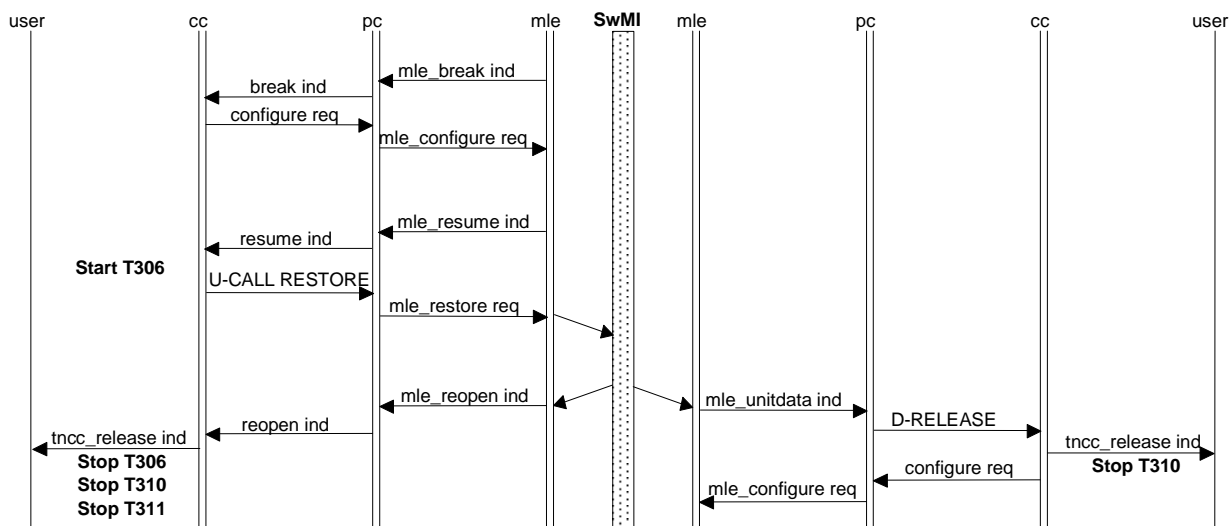 user cc pc mle SwMI mle pc cc user
mle_break ind
break ind
configure req
mle_configure req
mle_resume ind
resume ind
Start T306
U-CALL RESTORE
mle_restore req
mle_reopen ind
mle_unitdata ind
reopen ind
D-RELEASE
tncc_release ind
tncc_release ind
Stop T306
Stop T310
configure req
Stop T310
mle_configure req
Stop T311